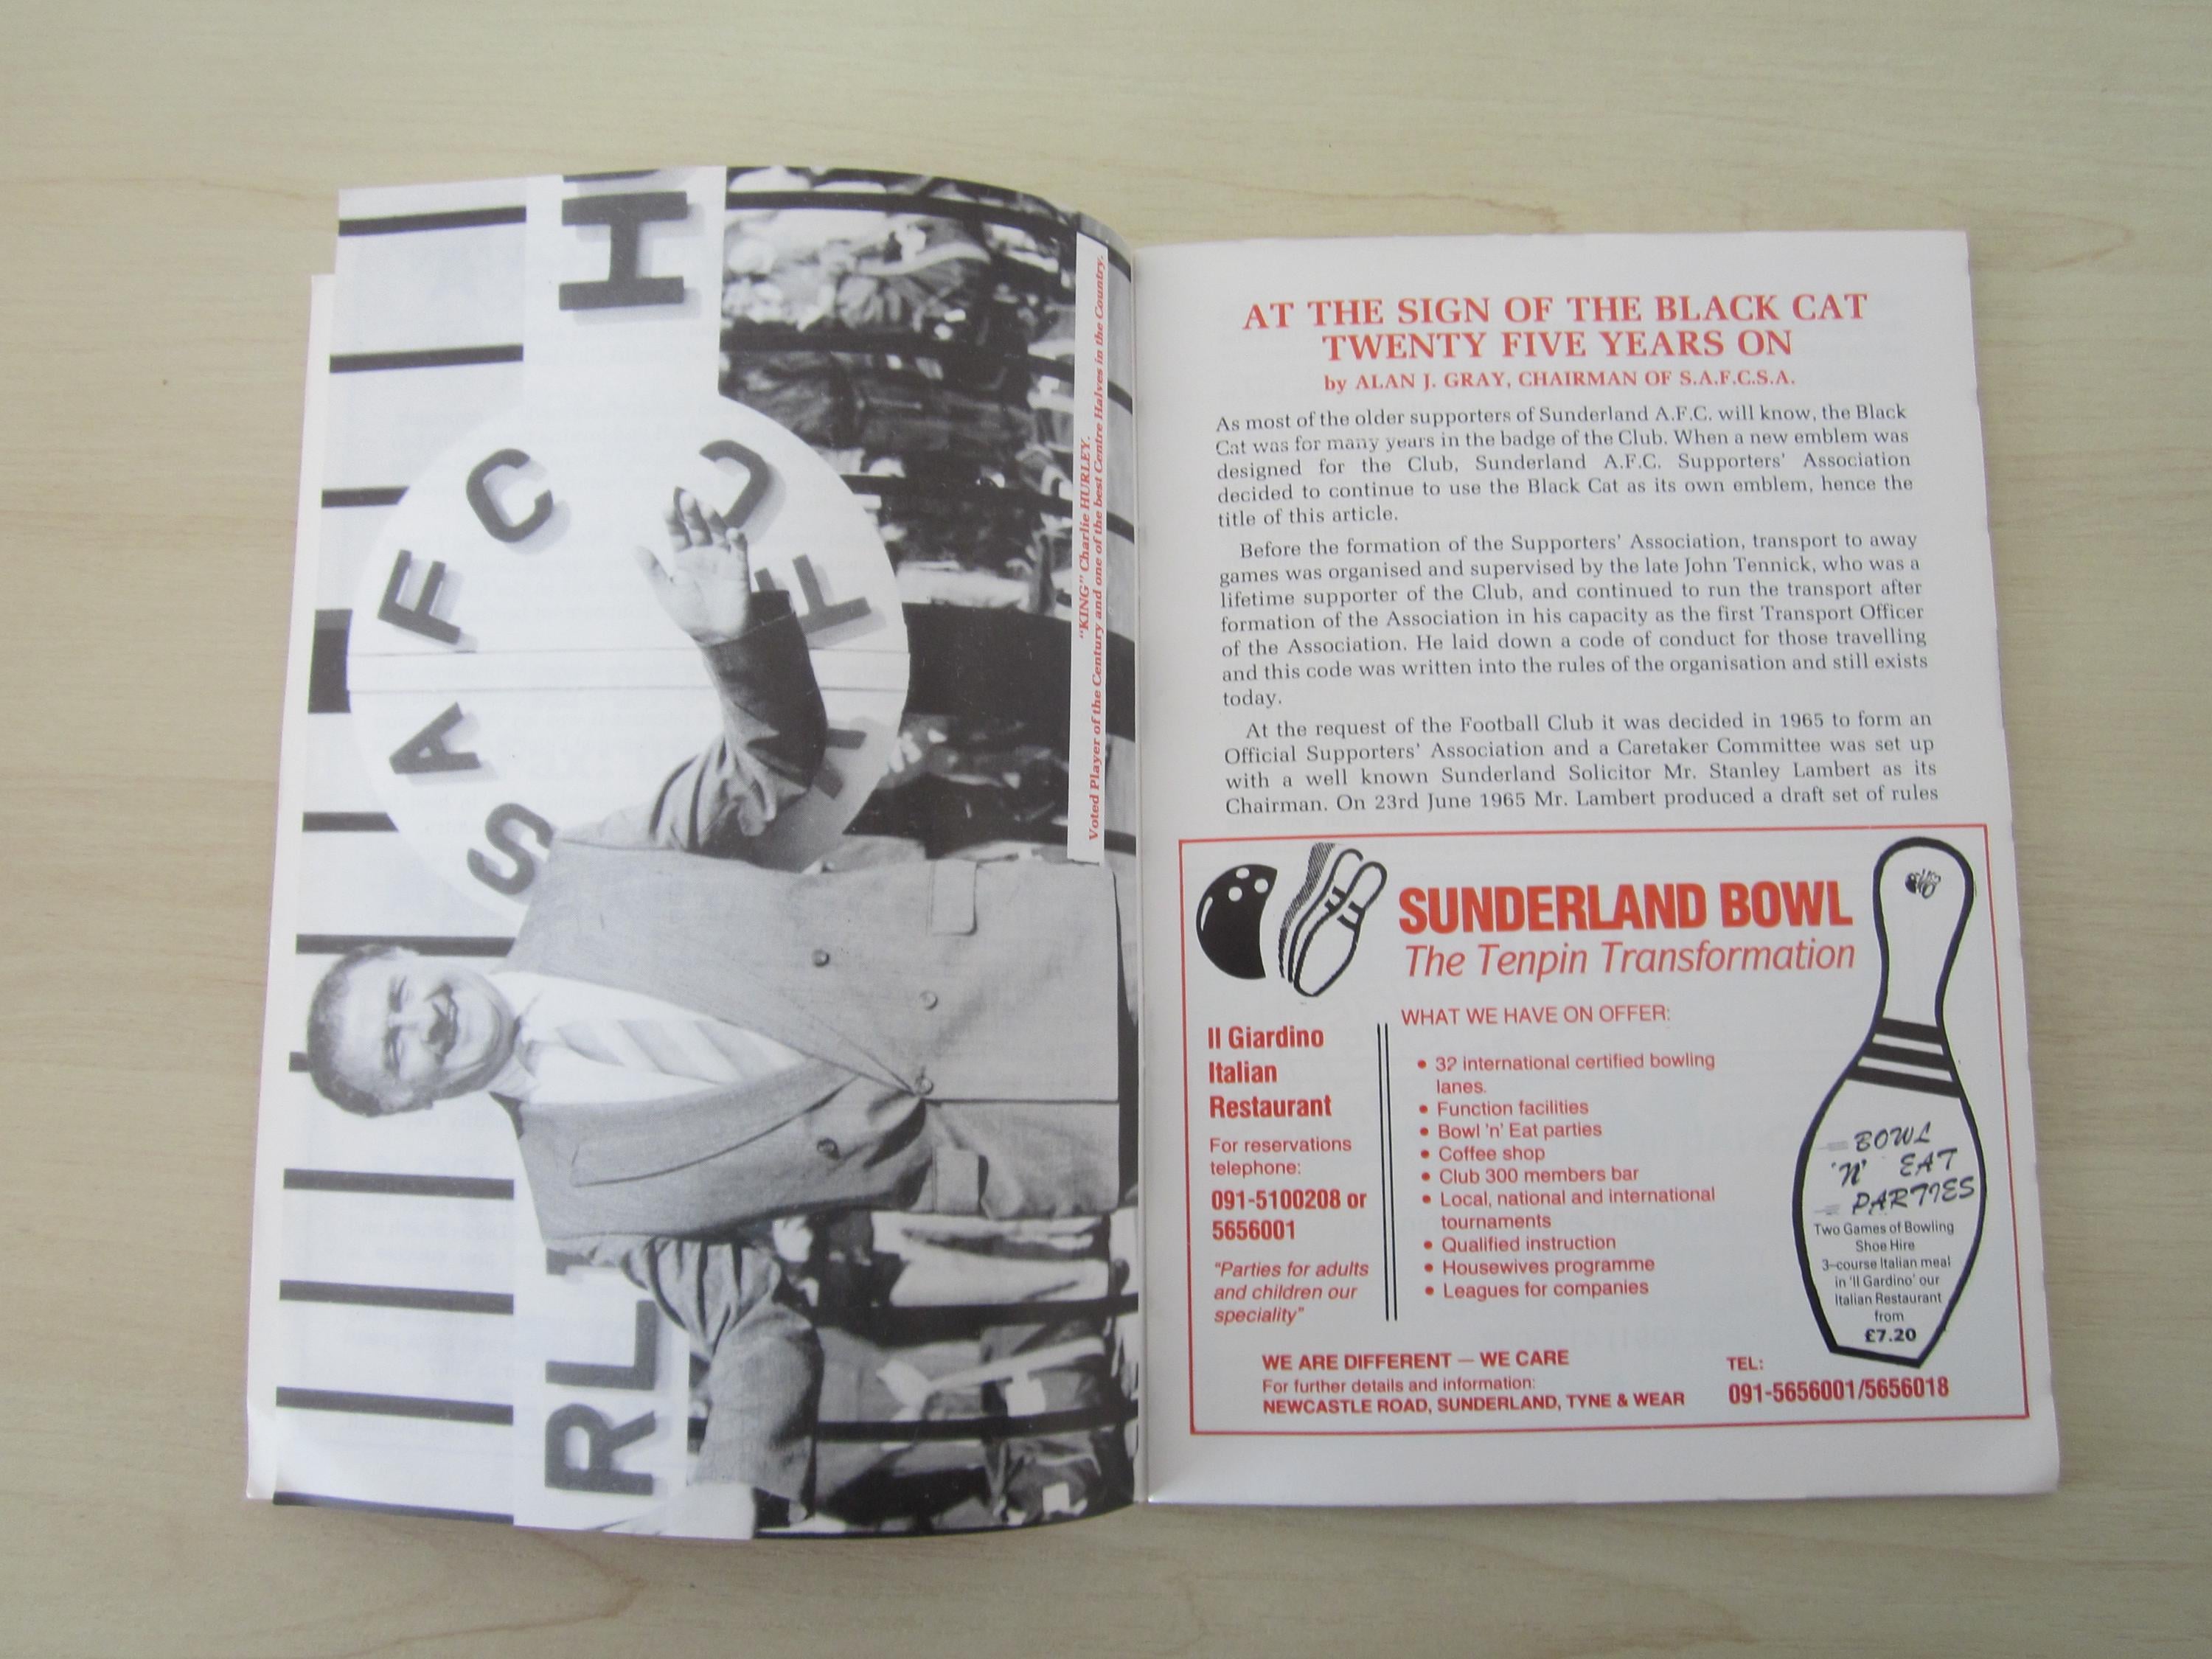 H
S A F C
C
RL
"KING" Charlie HURLEY.
Voted Player of the Century and one of the best Centre Halves in the Country.
AT THE SIGN OF THE BLACK CAT
TWENTY FIVE YEARS ON
by ALAN J. GRAY, CHAIRMAN OF S.A.F.C.S.A.
As most of the older supporters of Sunderland A.F.C. will know, the Black
Cat was for many years in the badge of the Club. When a new emblem was
designed for the Club, Sunderland A.F.C. Supporters' Association
decided to continue to use the Black Cat as its own emblem, hence the
title of this article.
Before the formation of the Supporters' Association, transport to away
games was organised and supervised by the late John Tennick, who was a
lifetime supporter of the Club, and continued to run the transport after
formation of the Association in his capacity as the first Transport Officer
of the Association. He laid down a code of conduct for those travelling
and this code was written into the rules of the organisation and still exists
today.
At the request of the Football Club it was decided in 1965 to form an
Official Supporters' Association and a Caretaker Committee was set up
with a well known Sunderland Solicitor Mr. Stanley Lambert as its
Chairman. On 23rd June 1965 Mr. Lambert produced a draft set of rules
SUNDERLAND BOWL
The Tenpin Transformation
Il Giardino
Italian
Restaurant
For reservations
telephone:
091-5100208 or
5656001
"Parties for adults
and children our
speciality"
WHAT WE HAVE ON OFFER:
• 32 international certified bowling
lanes.
• Function facilities
• Bowl 'n' Eat parties
• Coffee shop
• Club 300 members bar
• Local, national and international
tournaments
• Qualified instruction
• Housewives programme
• Leagues for companies
BOWL
'N' EAT
PARTIES
Two Games of Bowling
Shoe Hire
3-course Italian meal
in 'Il Gardino' our
Italian Restaurant
from
£7.20
WE ARE DIFFERENT — WE CARE
For further details and information:
NEWCASTLE ROAD, SUNDERLAND, TYNE & WEAR
TEL:
091-5656001/5656018